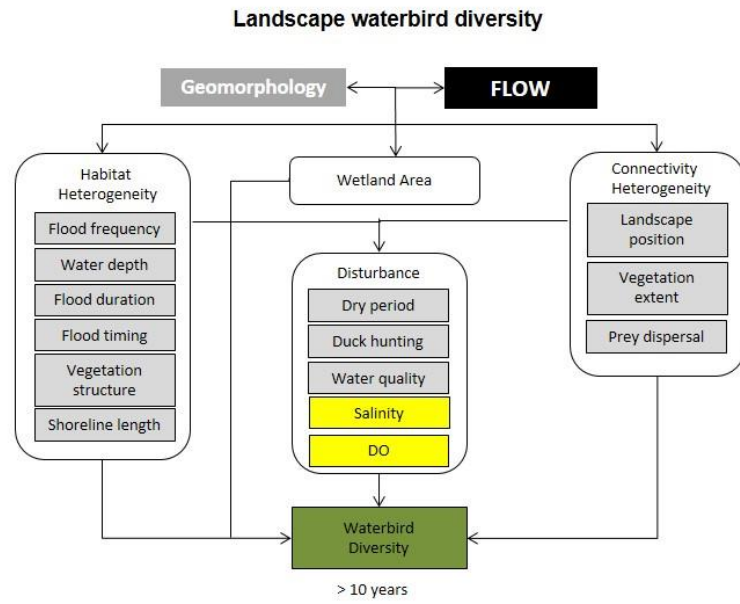 Landscape waterbird diversity
Geomorphology
FLOW
Habitat
Heterogeneity
Flood frequency
Water depth
Flood duration
Flood timing
Vegetation
structure
Shoreline length
Wetland Area
Disturbance
Dry period
Duck hunting
Water quality
Salinity
DO
Connectivity
Heterogeneity
Landscape
position
Vegetation
extent
Prey dispersal
Waterbird
Diversity
> 10 years